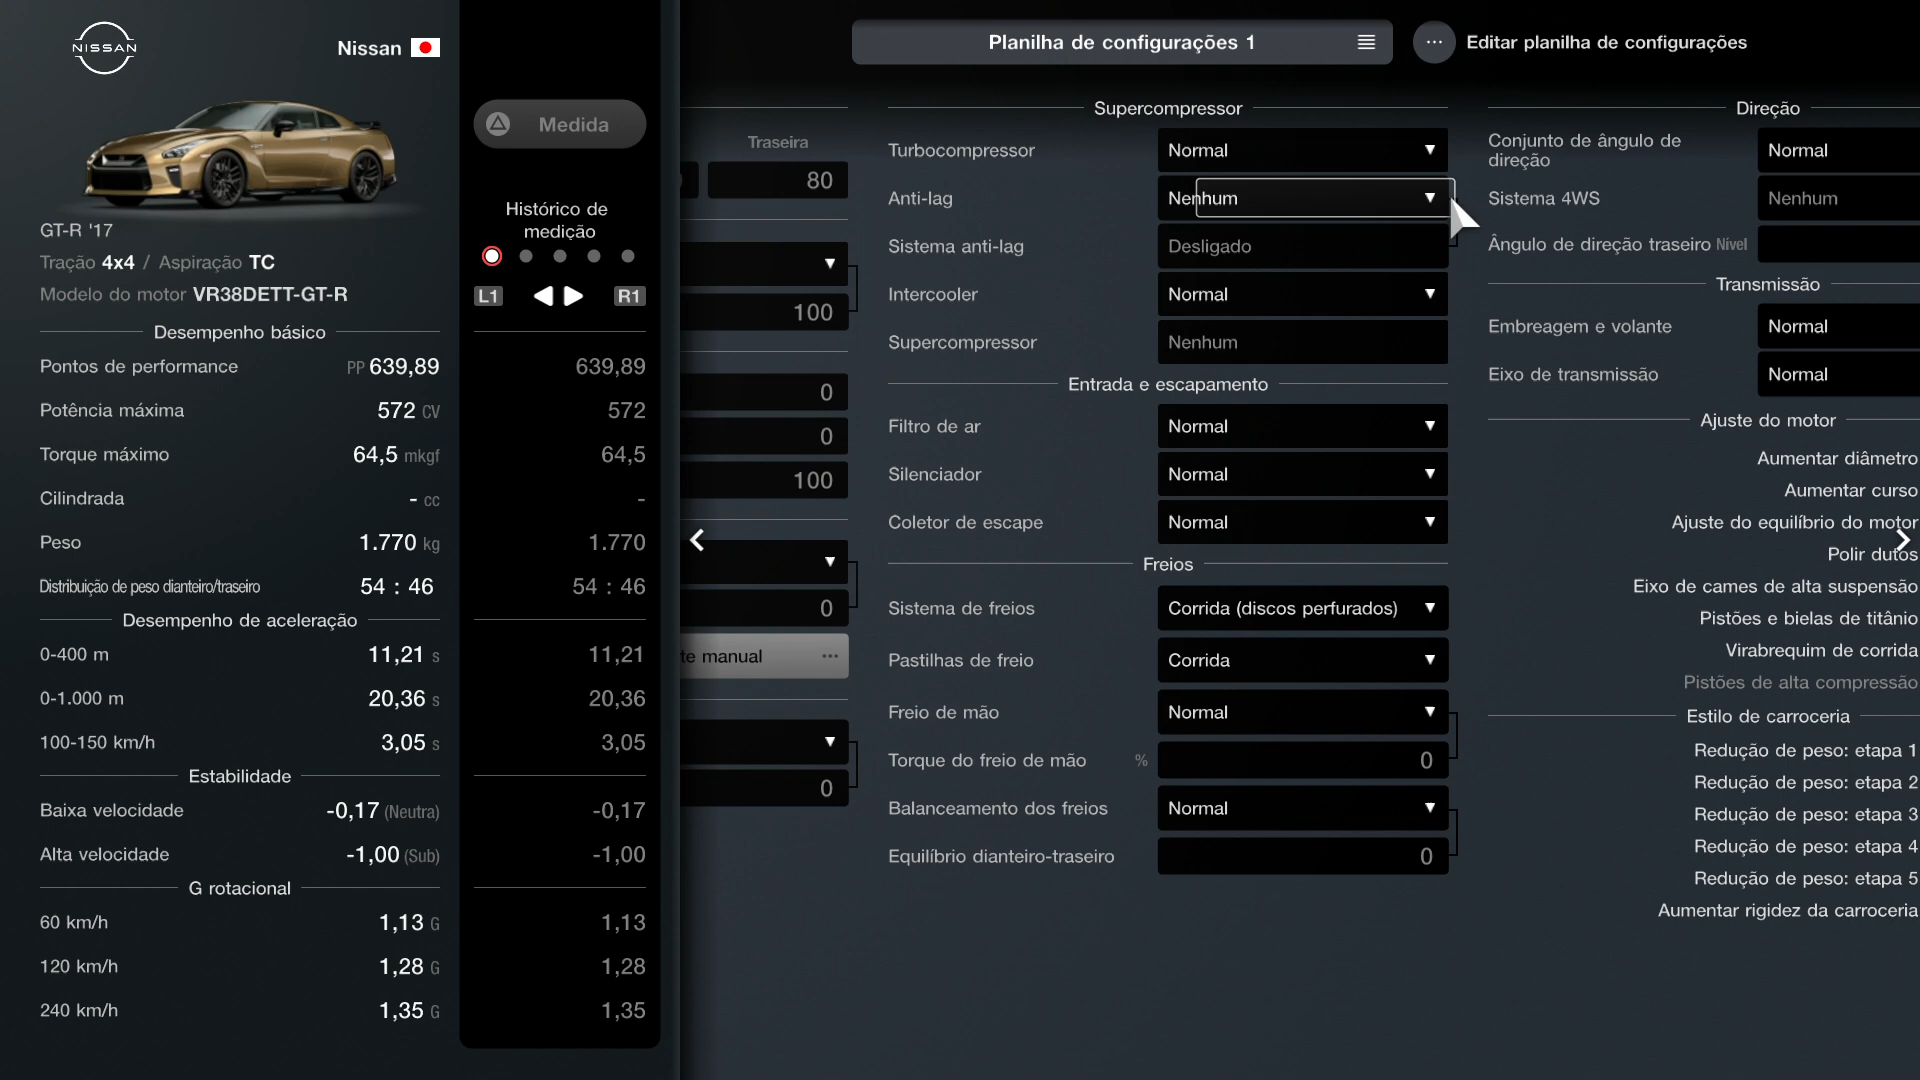 NISSAN
Nissan
GT-R '17
Tração 4x4 / Aspiração TC
Modelo do motor VR38DETT-GT-R
Desempenho básico
Pontos de performance PP 639,89
Potência máxima 572 CV
Torque máximo 64,5 mkgf
Cilindrada - cc
Peso 1.770 kg
Distribuição de peso dianteiro/traseiro 54 : 46
Desempenho de aceleração
0-400 m 11,21 s
0-1.000 m 20,36 s
100-150 km/h 3,05 s
Estabilidade
Baixa velocidade -0,17 (Neutra)
Alta velocidade -1,00 (Sub)
G rotacional
60 km/h 1,13 G
120 km/h 1,28 G
240 km/h 1,35 G
Medida
Histórico de
medição
L1 R1
639,89
572
64,5
-
1.770
54 : 46
11,21
20,36
3,05
-0,17
-1,00
1,13
1,28
1,35
Planilha de configurações 1
Editar planilha de configurações
Traseira
80
100
0
0
100
0
te manual
0
Supercompressor
Turbocompressor Normal
Anti-lag Nenhum
Sistema anti-lag Desligado
Intercooler Normal
Supercompressor Nenhum
Entrada e escapamento
Filtro de ar Normal
Silenciador Normal
Coletor de escape Normal
Freios
Sistema de freios Corrida (discos perfurados)
Pastilhas de freio Corrida
Freio de mão Normal
Torque do freio de mão % 0
Balanceamento dos freios Normal
Equilíbrio dianteiro-traseiro 0
Direção
Conjunto de ângulo de
direção Normal
Sistema 4WS Nenhum
Ângulo de direção traseiro Nível
Transmissão
Embreagem e volante Normal
Eixo de transmissão Normal
Ajuste do motor
Aumentar diâmetro
Aumentar curso
Ajuste do equilíbrio do motor
Polir dutos
Eixo de cames de alta suspensão
Pistões e bielas de titânio
Virabrequim de corrida
Pistões de alta compressão
Estilo de carroceria
Redução de peso: etapa 1
Redução de peso: etapa 2
Redução de peso: etapa 3
Redução de peso: etapa 4
Redução de peso: etapa 5
Aumentar rigidez da carroceria